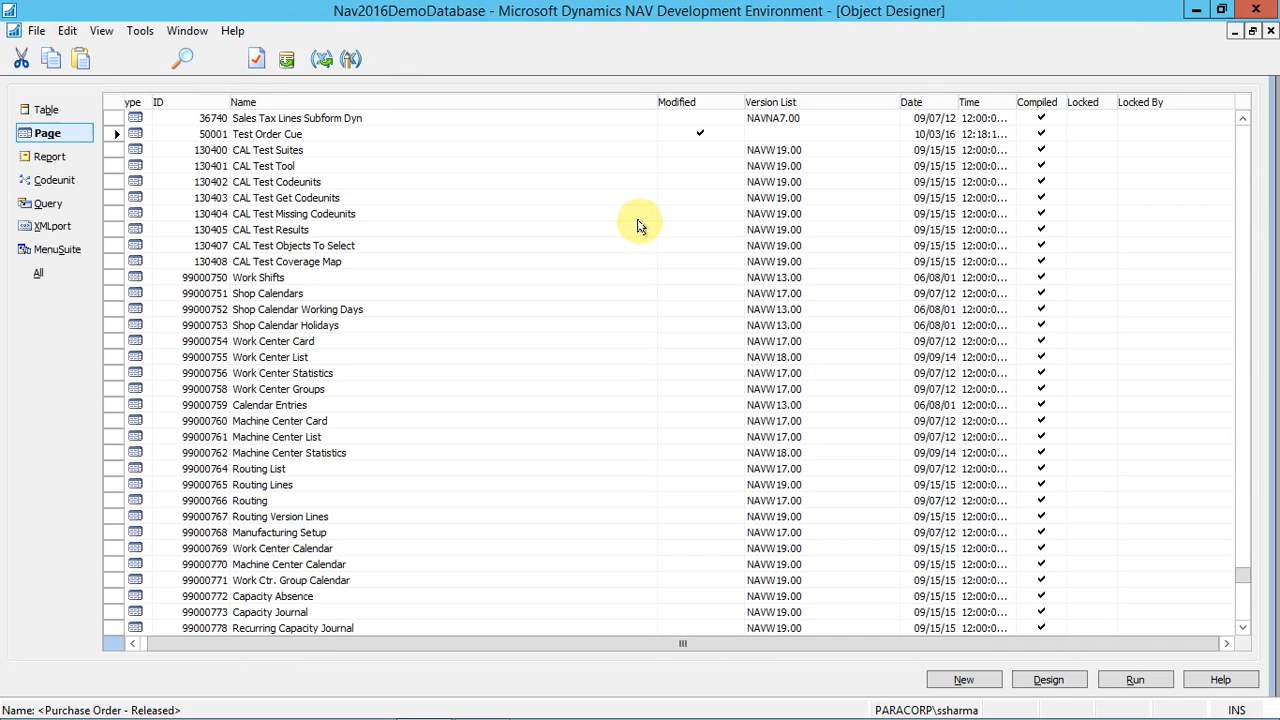 Nav2016DemoDatabase - Microsoft Dynamics NAV Development Environment - [Object Designer]
File Edit View Tools Window Help
Table
Page
Report
Codeunit
Query
XMLport
MenuSuite
All
ype ID Name Modified Version List Date Time Compiled Locked Locked By
36740 Sales Tax Lines Subform Dyn NAVNA7.00 09/07/12 12:00:0...
50001 Test Order Cue 10/03/16 12:18:1...
130400 CAL Test Suites NAVW19.00 09/15/15 12:00:0...
130401 CAL Test Tool NAVW19.00 09/15/15 12:00:0...
130402 CAL Test Codeunits NAVW19.00 09/15/15 12:00:0...
130403 CAL Test Get Codeunits NAVW19.00 09/15/15 12:00:0...
130404 CAL Test Missing Codeunits NAVW19.00 09/15/15 12:00:0...
130405 CAL Test Results NAVW19.00 09/15/15 12:00:0...
130407 CAL Test Objects To Select NAVW19.00 09/15/15 12:00:0...
130408 CAL Test Coverage Map NAVW19.00 09/15/15 12:00:0...
99000750 Work Shifts NAVW13.00 06/08/01 12:00:0...
99000751 Shop Calendars NAVW17.00 09/07/12 12:00:0...
99000752 Shop Calendar Working Days NAVW13.00 06/08/01 12:00:0...
99000753 Shop Calendar Holidays NAVW13.00 06/08/01 12:00:0...
99000754 Work Center Card NAVW17.00 09/07/12 12:00:0...
99000755 Work Center List NAVW18.00 09/09/14 12:00:0...
99000756 Work Center Statistics NAVW17.00 09/07/12 12:00:0...
99000758 Work Center Groups NAVW17.00 09/07/12 12:00:0...
99000759 Calendar Entries NAVW13.00 06/08/01 12:00:0...
99000760 Machine Center Card NAVW17.00 09/07/12 12:00:0...
99000761 Machine Center List NAVW17.00 09/07/12 12:00:0...
99000762 Machine Center Statistics NAVW18.00 09/09/14 12:00:0...
99000764 Routing List NAVW17.00 09/07/12 12:00:0...
99000765 Routing Lines NAVW19.00 09/15/15 12:00:0...
99000766 Routing NAVW17.00 09/07/12 12:00:0...
99000767 Routing Version Lines NAVW19.00 09/15/15 12:00:0...
99000768 Manufacturing Setup NAVW17.00 09/07/12 12:00:0...
99000769 Work Center Calendar NAVW19.00 09/15/15 12:00:0...
99000770 Machine Center Calendar NAVW19.00 09/15/15 12:00:0...
99000771 Work Ctr. Group Calendar NAVW19.00 09/15/15 12:00:0...
99000772 Capacity Absence NAVW19.00 09/15/15 12:00:0...
99000773 Capacity Journal NAVW19.00 09/15/15 12:00:0...
99000778 Recurring Capacity Journal NAVW19.00 09/15/15 12:00:0...
New Design Run Help
Name: <Purchase Order - Released> PARACORP\ssharma INS